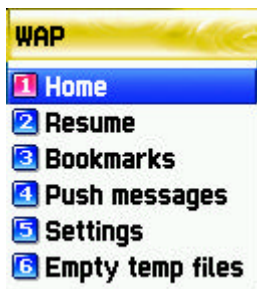 WAP
1 Home
2 Resume
3 Bookmarks
4 Push messages
5 Settings
6 Empty temp files